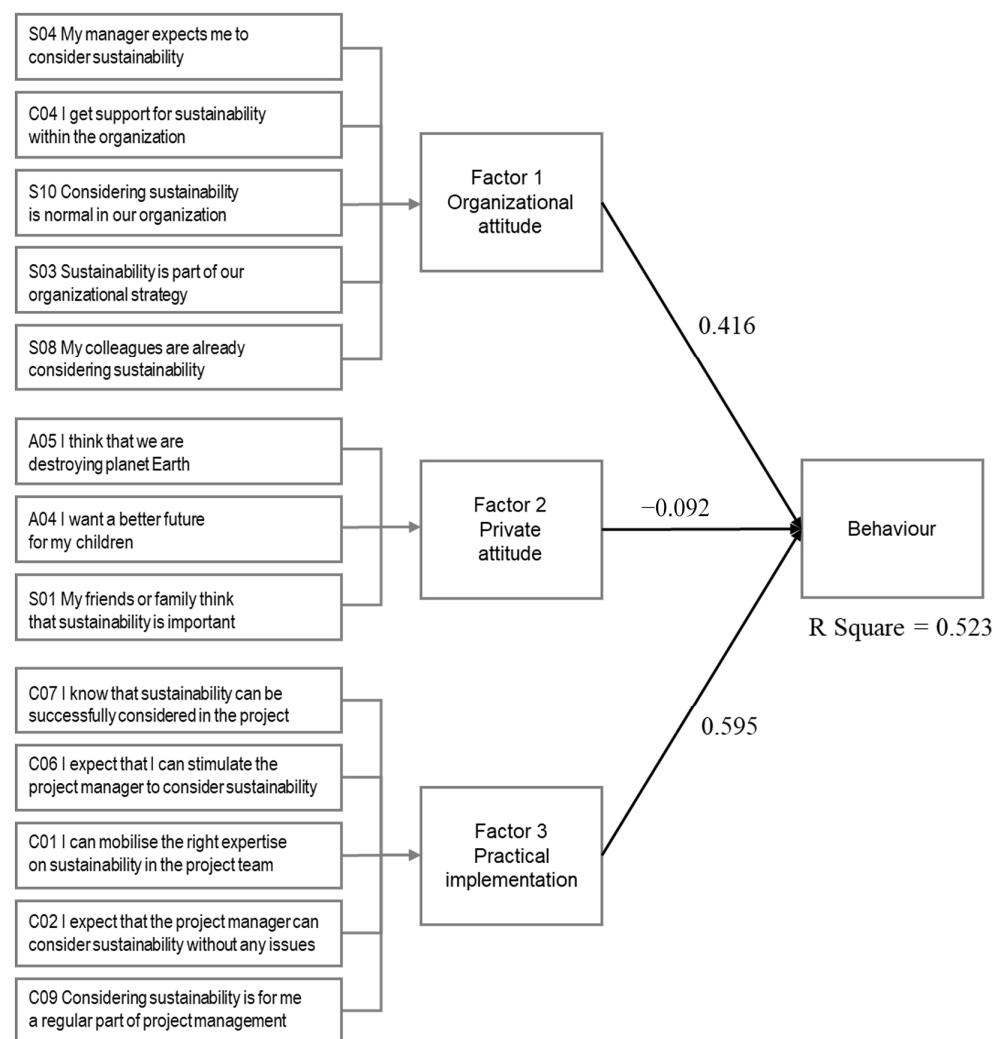 S04 My manager expects me to
consider sustainability
C04 I get support for sustainability
within the organization
S10 Considering sustainability
is normal in our organization
S03 Sustainability is part of our
organizational strategy
S08 My colleagues are already
considering sustainability
Factor 1
Organizational
attitude
0.416
A05 I think that we are
destroying planet Earth
A04 I want a better future
for my children
S01 My friends or family think
that sustainability is important
Factor 2
Private
attitude
−0.092
Behaviour
R Square = 0.523
C07 I know that sustainability can be
successfully considered in the project
C06 I expect that I can stimulate the
project manager to consider sustainability
C01 I can mobilise the right expertise
on sustainability in the project team
C02 I expect that the project manager can
consider sustainability without any issues
C09 Considering sustainability is for me
a regular part of project management
Factor 3
Practical
implementation
0.595